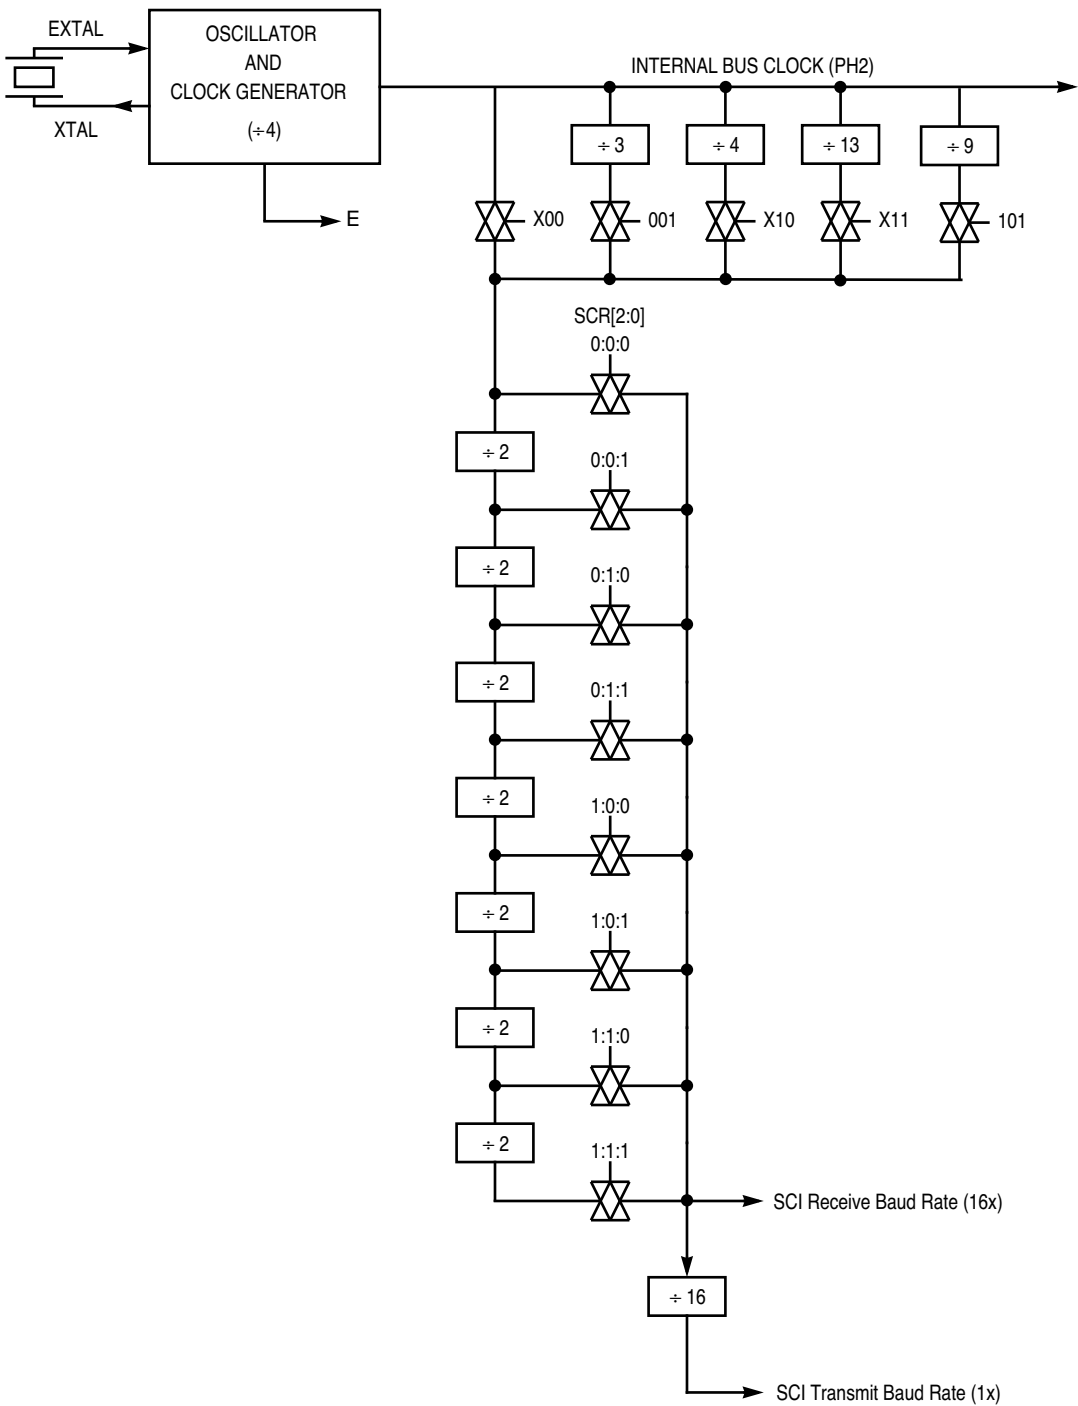 EXTAL
XTAL
OSCILLATOR
AND
CLOCK GENERATOR
(÷4)
E
INTERNAL BUS CLOCK (PH2)
÷ 3
÷ 4
÷ 13
÷ 9
X00
001
X10
X11
101
SCR[2:0]
0:0:0
÷ 2
0:0:1
÷ 2
0:1:0
÷ 2
0:1:1
÷ 2
1:0:0
÷ 2
1:0:1
÷ 2
1:1:0
÷ 2
1:1:1
SCI Receive Baud Rate (16x)
÷ 16
SCI Transmit Baud Rate (1x)